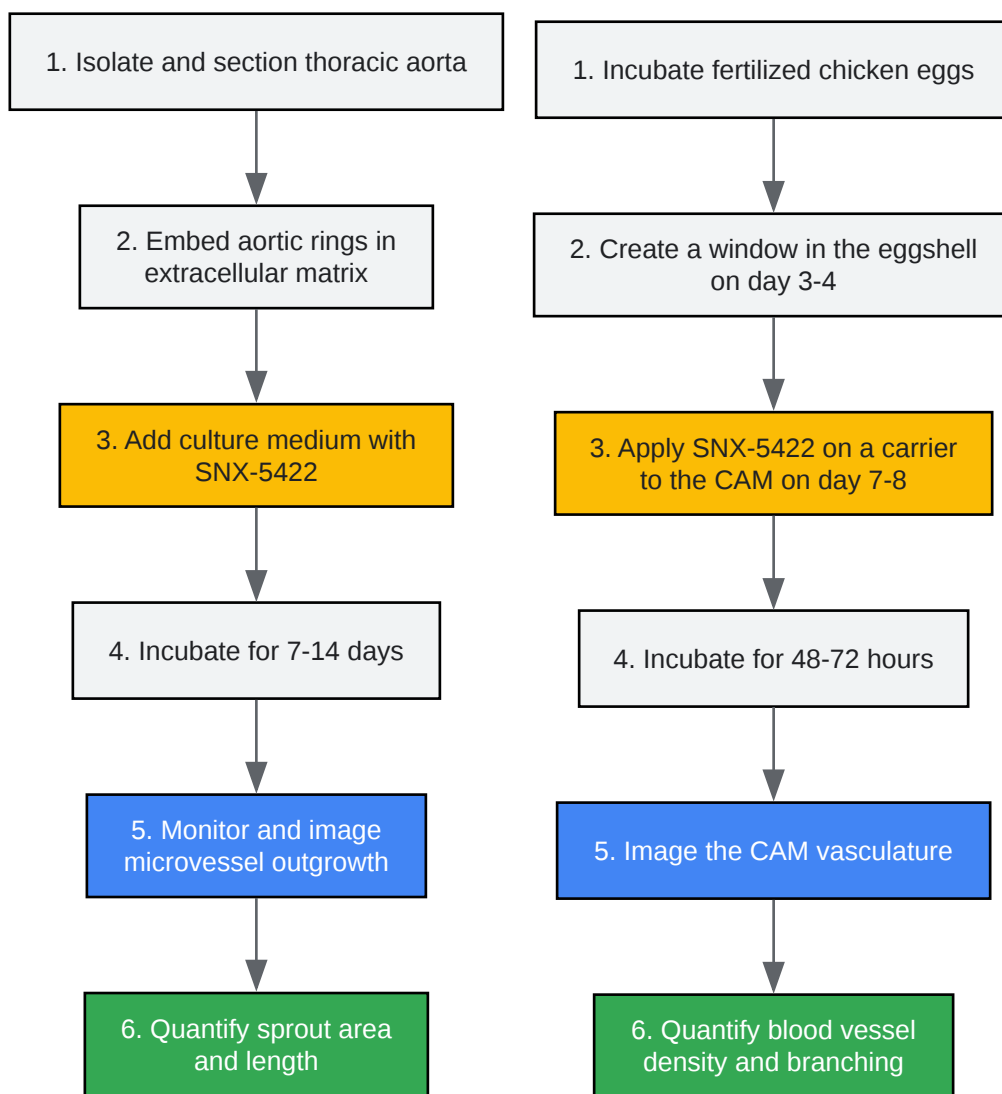 1. Isolate and section thoracic aorta
2. Embed aortic rings in
extracellular matrix
3. Add culture medium with
SNX-5422
4. Incubate for 7-14 days
5. Monitor and image
microvessel outgrowth
6. Quantify sprout area
and length
1. Incubate fertilized chicken eggs
2. Create a window in the eggshell
on day 3-4
3. Apply SNX-5422 on a carrier
to the CAM on day 7-8
4. Incubate for 48-72 hours
5. Image the CAM vasculature
6. Quantify blood vessel
density and branching